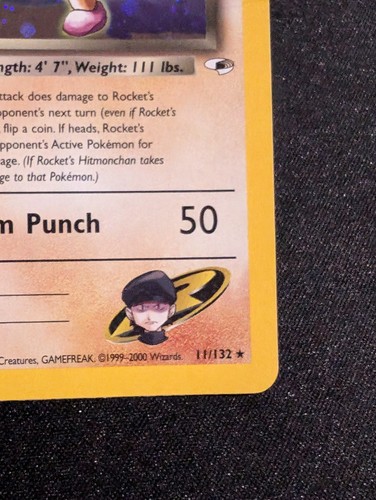 ngth: 4' 7", Weight: 111 lbs.
ttack does damage to Rocket's
ponent's next turn (even if Rocket's
flip a coin. If heads, Rocket's
pponent's Active Pokémon for
age. (If Rocket's Hitmonchan takes
ge to that Pokémon.)
m Punch 50
Creatures, GAMEFREAK. ©1999-2000 Wizards. 11/132 ★